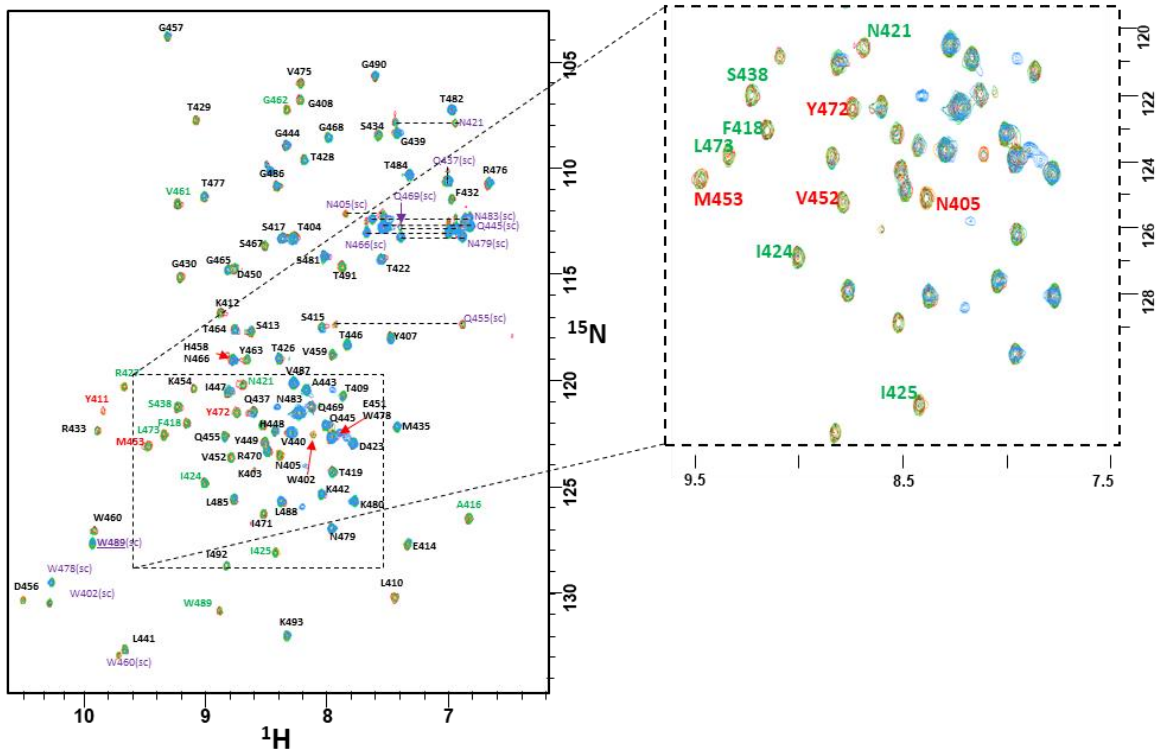 G457
G490
V475
G462
G408
T482
T429
N421
G444
G468
S434
G439
T428
Q437(sc)
T484
R476
G486
V461
T477
Q469(sc)
F432
N405(sc)
N483(sc)
S417
T404
Q445(sc)
S467
N466(sc)
N479(sc)
G465
S481
G430
D450
T491
T422
K412
S415
Q455(sc)
T464
S413
Y407
H458
T446
N466
Y463
T426
V459
V487
R427
K454
N421
A443
I447
T409
Y411
S438
Q437
N483
E451
Y472
Q469
W478
F418
Q445
R433
L473
H448
M435
M453
Q455
Y449
V440
D423
V452
R470
N405
K403
W402
T419
I424
K442
L485
L488
K480
A416
W460
I471
W489(sc)
N479
I492
I425
E414
W478(sc)
D456
W402(sc)
L410
W489
K493
L441
W460(sc)
105
110
115
120
125
130
15N
10
9
8
7
1H
N421
S438
Y472
F418
L473
M453
V452
N405
I424
I425
120
122
124
126
128
9.5
8.5
7.5